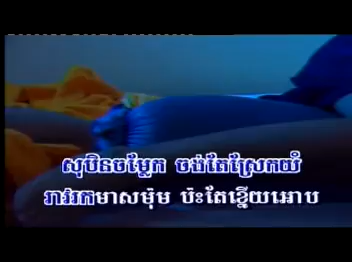 សុបិនចម្លែក ចង់តែស្រែកយំ
រាវរកមាសម៉ុម ប៉ះតែខ្នើយអោប